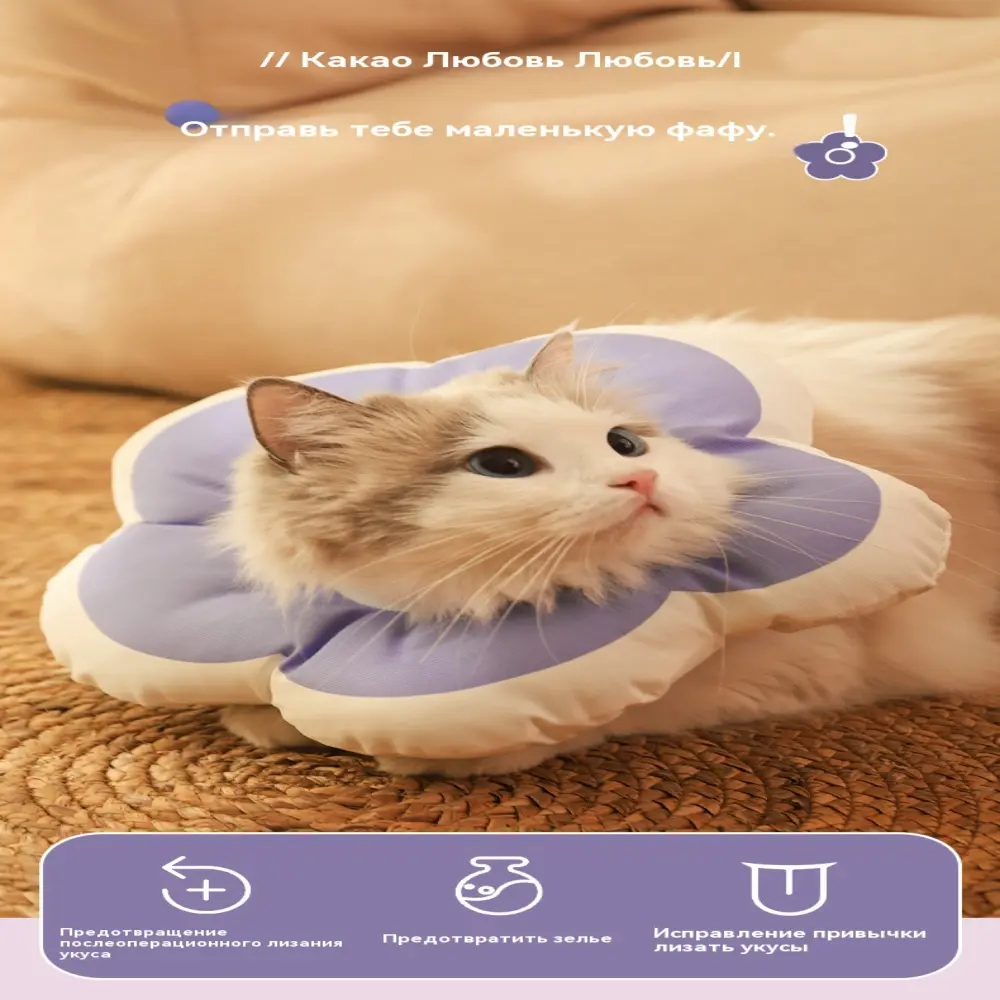 // Какао Любовь Любовь/I
Отправь тебе маленькую фафу.
Предотвращение
послеоперационного лизания
укуса
Предотвратить зелье
Исправление привычки
лизать укусы